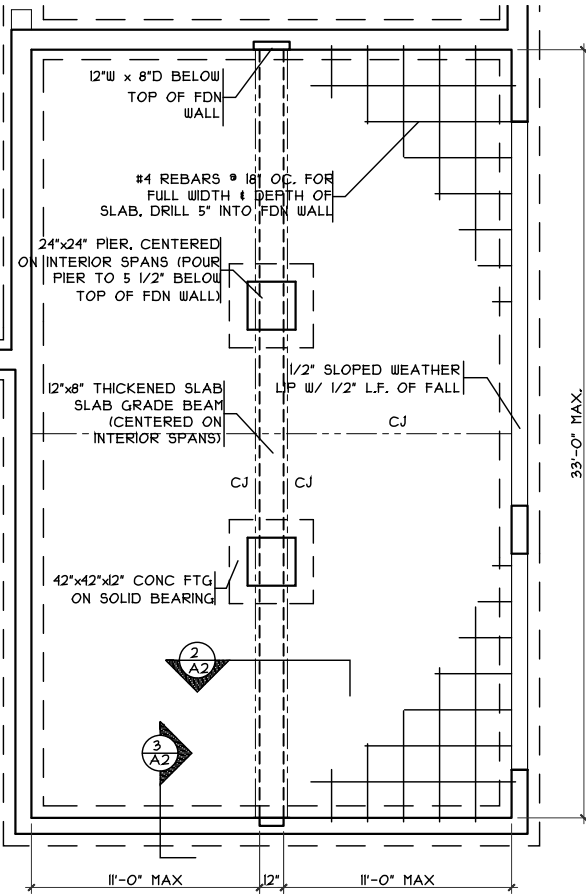 12"W x 8"D BELOW
TOP OF FDN
WALL
#4 REBARS @ 18" OC. FOR
FULL WIDTH & DEPTH OF
SLAB. DRILL 5" INTO FDN WALL
24"x24" PIER, CENTERED
ON INTERIOR SPANS (POUR
PIER TO 5 1/2" BELOW
TOP OF FDN WALL)
1/2" SLOPED WEATHER
LIP W/ 1/2" L.F. OF FALL
12"x8" THICKENED SLAB
SLAB GRADE BEAM
(CENTERED ON
INTERIOR SPANS)
CJ
33'-0" MAX.
CJ
CJ
42"x42"x12" CONC FTG
ON SOLID BEARING
2
A2
3
A2
11'-0" MAX
12"
11'-0" MAX